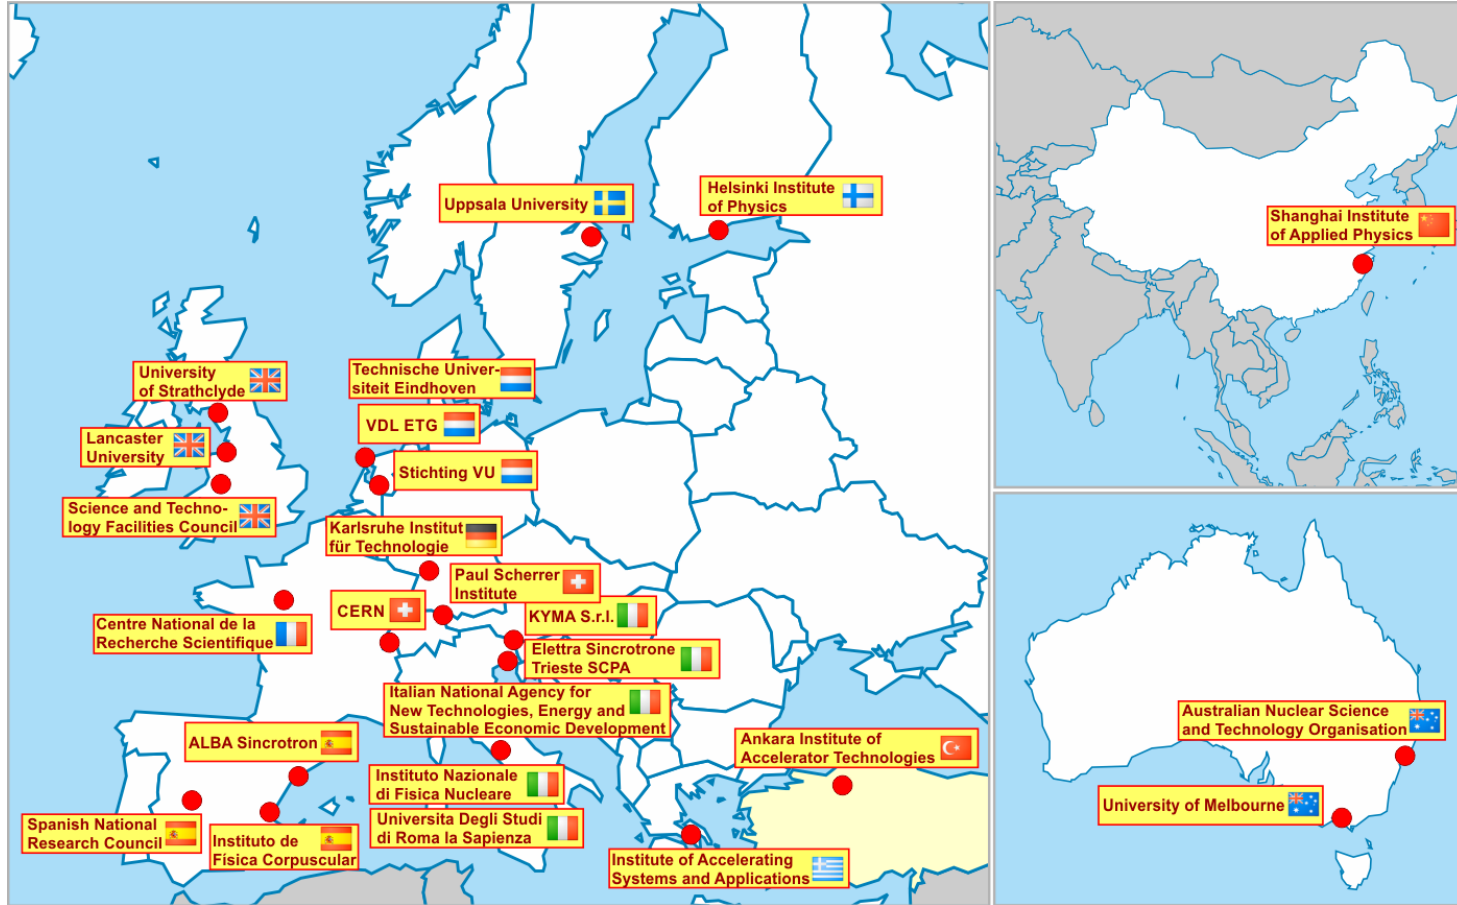 Uppsala University
Helsinki Institute
of Physics
University
of Strathclyde
Technische Univer-
siteit Eindhoven
VDL ETG
Lancaster
University
Stichting VU
Science and Techno-
logy Facilities Council
Karlsruhe Institut
für Technologie
Paul Scherrer
Institute
CERN
KYMA S.r.l.
Centre National de la
Recherche Scientifique
Elettra Sincrotrone
Trieste SCPA
Italian National Agency for
New Technologies, Energy and
Sustainable Economic Development
ALBA Sincrotron
Ankara Institute of
Accelerator Technologies
Instituto Nazionale
di Fisica Nucleare
Universita Degli Studi
di Roma la Sapienza
Spanish National
Research Council
Instituto de
Física Corpuscular
Institute of Accelerating
Systems and Applications
Shanghai Institute
of Applied Physics
Australian Nuclear Science
and Technology Organisation
University of Melbourne